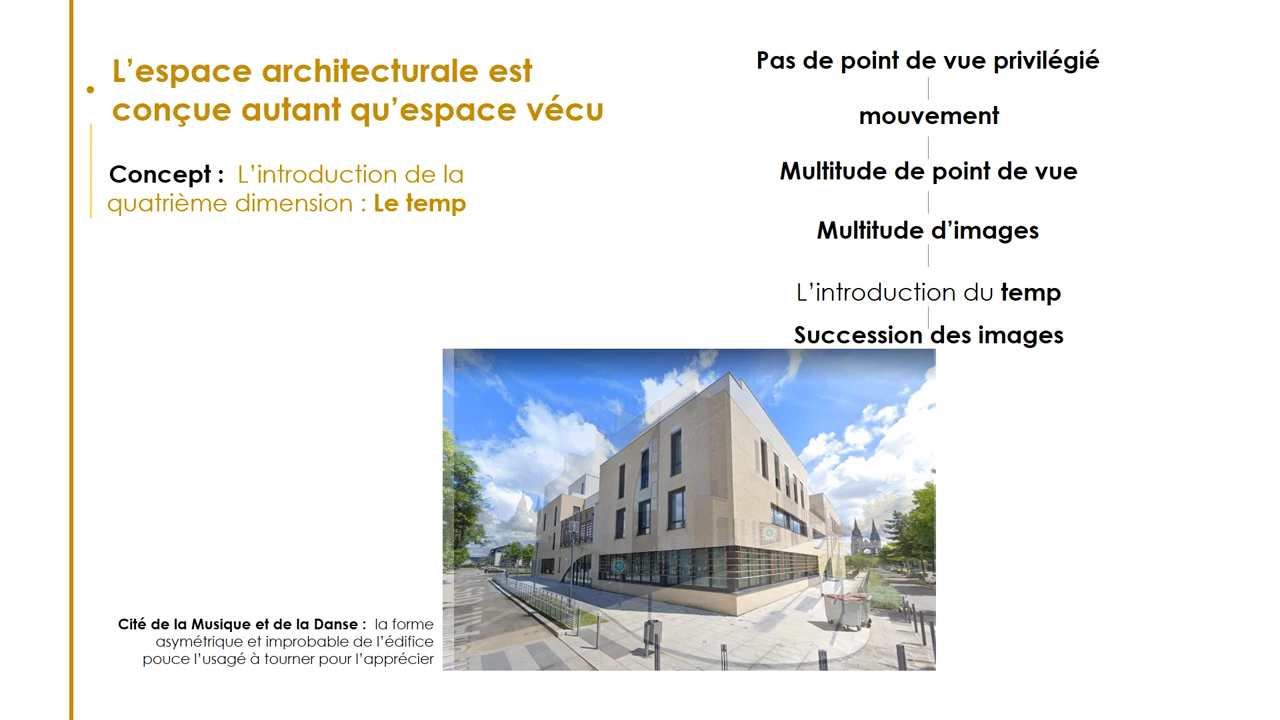 L’espace architecturale est
conçue autant qu’espace vécu
Concept : L’introduction de la
quatrième dimension : Le temp
Pas de point de vue privilégié
mouvement
Multitude de point de vue
Multitude d’images
L’introduction du temp
Succession des images
Cité de la Musique et de la Danse : la forme
asymétrique et improbable de l’édifice
pouce l’usagé à tourner pour l’apprécier